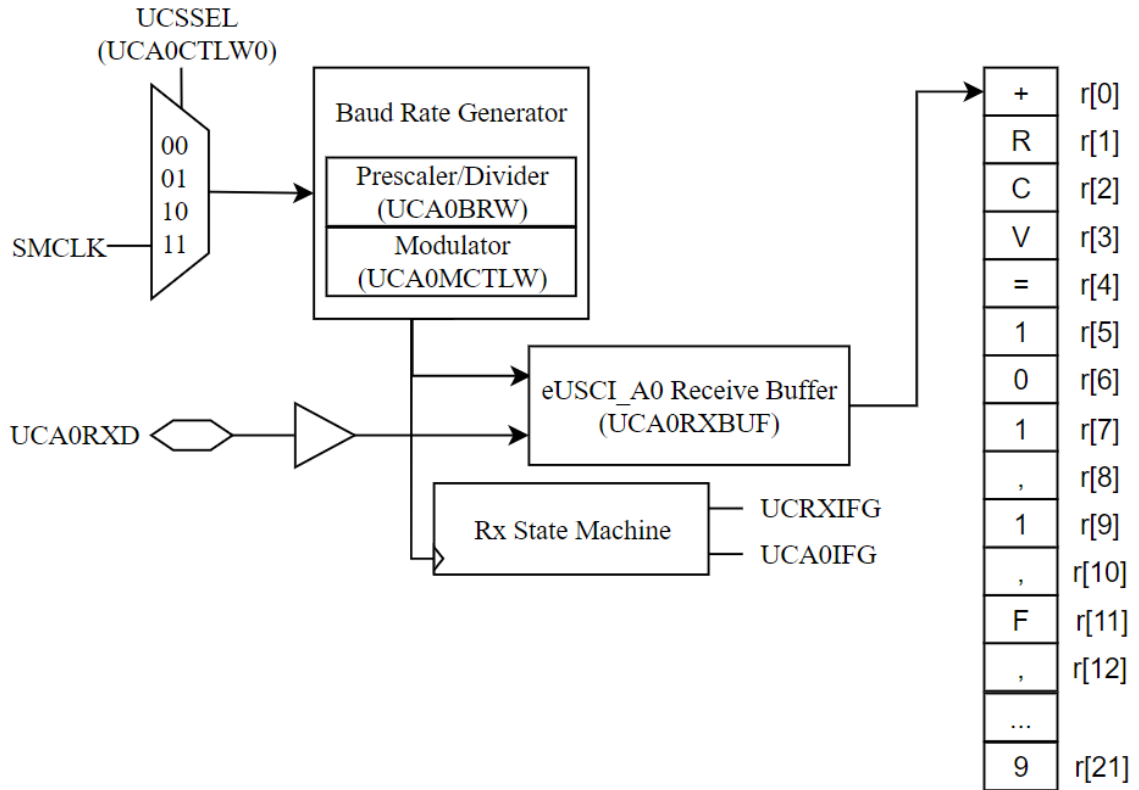 UCSSEL
(UCA0CTLW0)
00
01
10
11
SMCLK
Baud Rate Generator
Prescaler/Divider
(UCA0BRW)
Modulator
(UCA0MCTLW)
UCA0RXD
eUSCI_A0 Receive Buffer
(UCA0RXBUF)
Rx State Machine
UCRXIFG
UCA0IFG
+ r[0]
R r[1]
C r[2]
V r[3]
= r[4]
1 r[5]
0 r[6]
1 r[7]
, r[8]
1 r[9]
, r[10]
F r[11]
, r[12]
...
9 r[21]